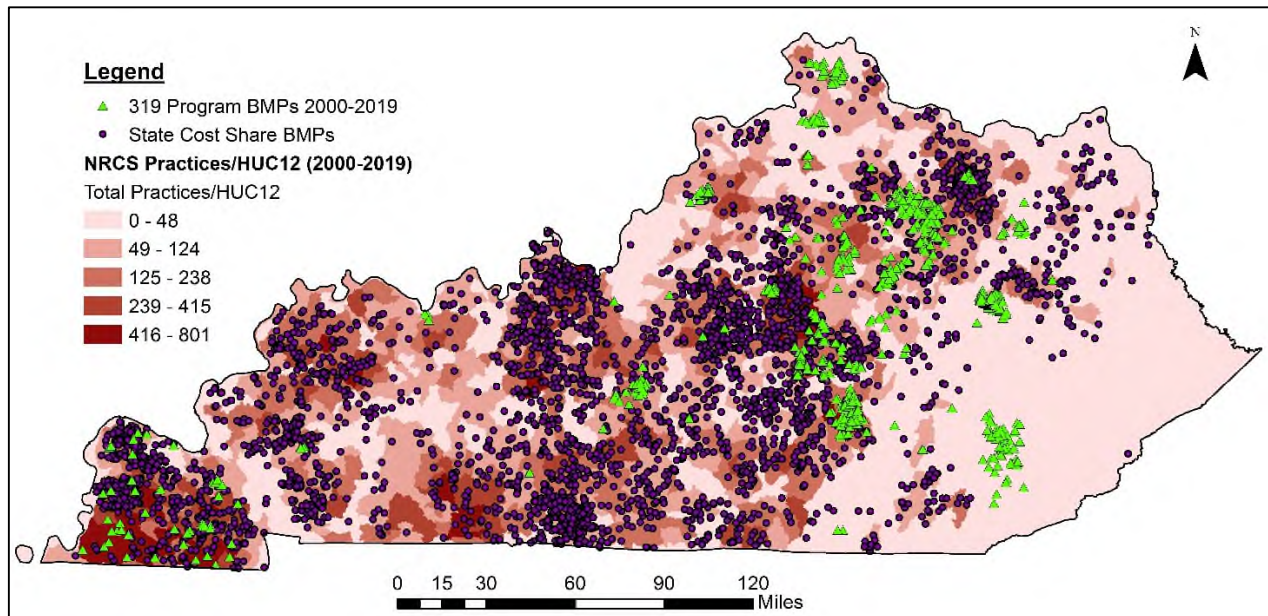 N
Legend
319 Program BMPs 2000-2019
State Cost Share BMPs
NRCS Practices/HUC12 (2000-2019)
Total Practices/HUC12
0 - 48
49 - 124
125 - 238
239 - 415
416 - 801
0 15 30 60 90 120
Miles